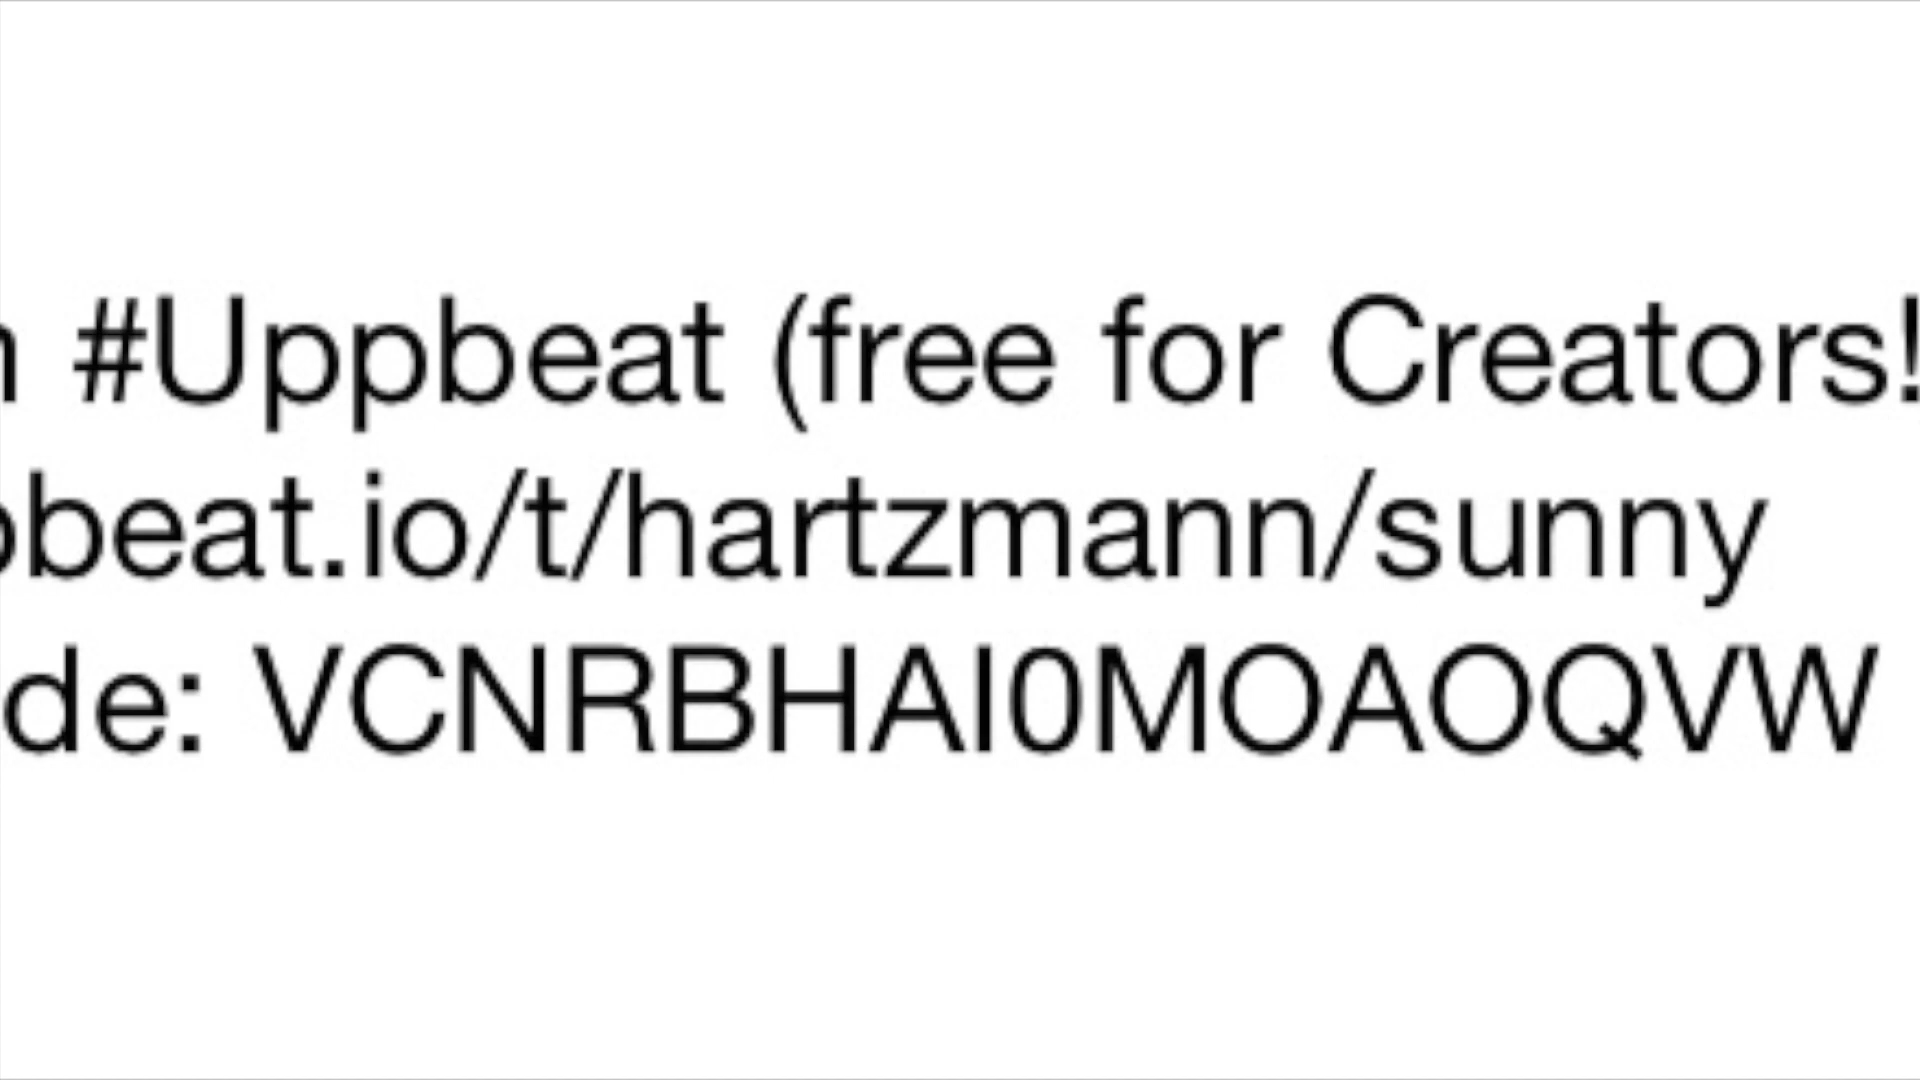 #Uppbeat (free for Creators!
beat.io/t/hartzmann/sunny
de: VCNRBHAI0MOAOQVW